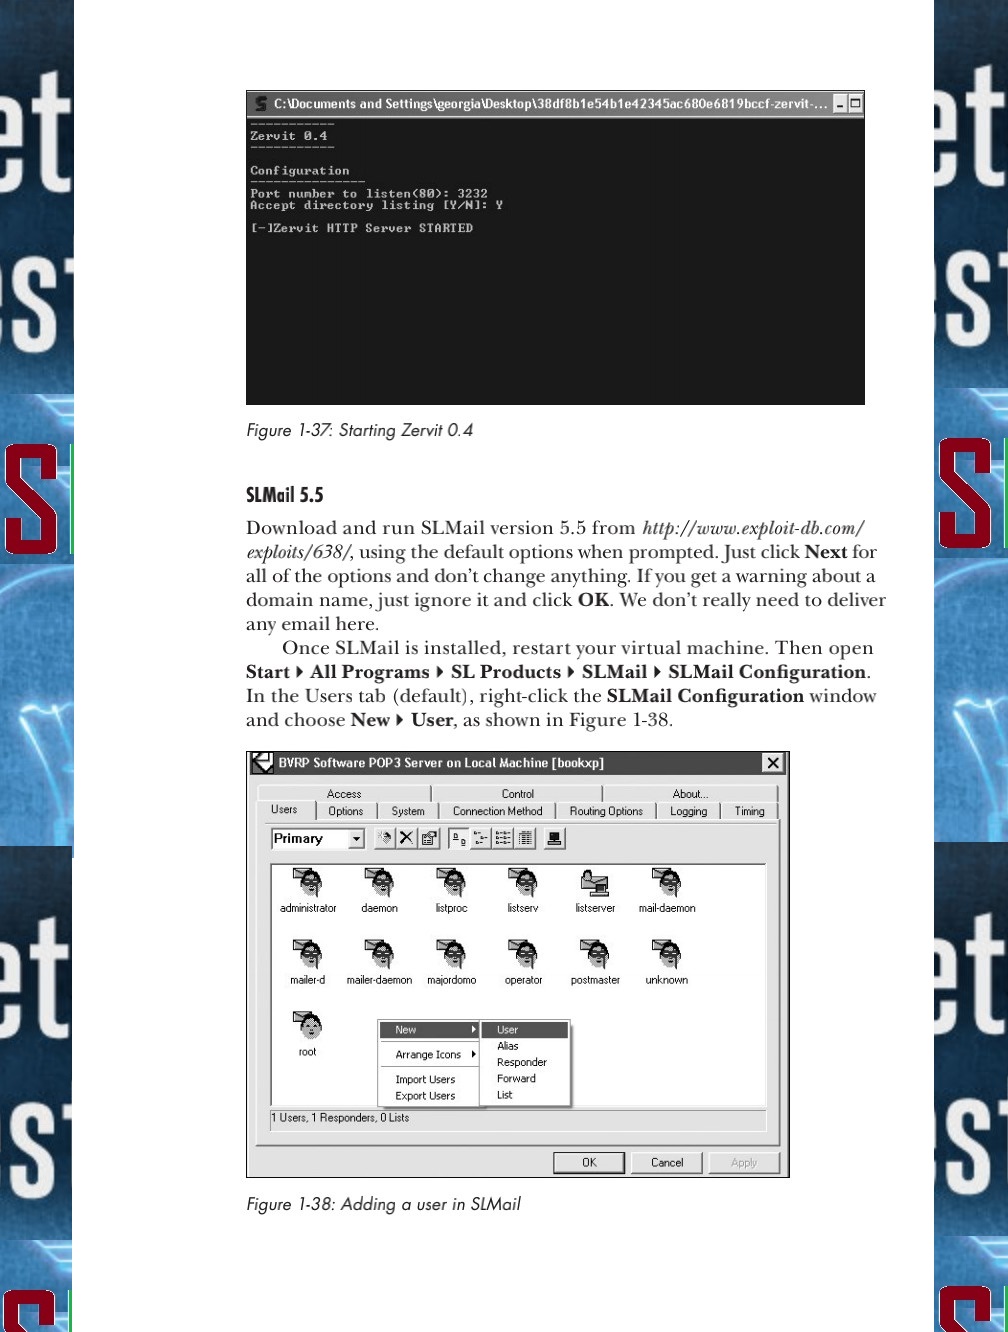 et
est
S
et
est
S
C:\Documents and Settings\georgia\Desktop\38df8b1e54b1e42345ac680e6819bccf-zervit-...
-----------
Zervit 0.4
-----------
Configuration
---------------
Port number to listen(80): 3232
Accept directory listing [Y/N]: Y
[-]Zervit HTTP Server STARTED
Figure 1-37: Starting Zervit 0.4
SLMail 5.5
Download and run SLMail version 5.5 from http://www.exploit-db.com/
exploits/638/, using the default options when prompted. Just click Next for
all of the options and don’t change anything. If you get a warning about a
domain name, just ignore it and click OK. We don’t really need to deliver
any email here.
Once SLMail is installed, restart your virtual machine. Then open
Start ▸ All Programs ▸ SL Products ▸ SLMail ▸ SLMail Configuration.
In the Users tab (default), right-click the SLMail Configuration window
and choose New ▸ User, as shown in Figure 1-38.
BVRP Software POP3 Server on Local Machine [bookxp]
Access Control About...
Users Options System Connection Method Routing Options Logging Timing
Primary
administrator daemon listproc listserv listserver mail-daemon
mailer-d mailer-daemon majordomo operator postmaster unknown
root
New
Arrange Icons
Import Users
Export Users
User
Alias
Responder
Forward
List
1 Users, 1 Responders, 0 Lists
OK Cancel Apply
Figure 1-38: Adding a user in SLMail
et
est
S
et
est
S